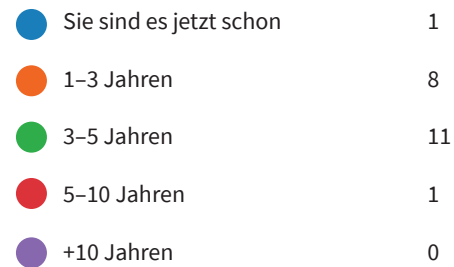 Sie sind es jetzt schon 1
1–3 Jahren 8
3–5 Jahren 11
5–10 Jahren 1
+10 Jahren 0